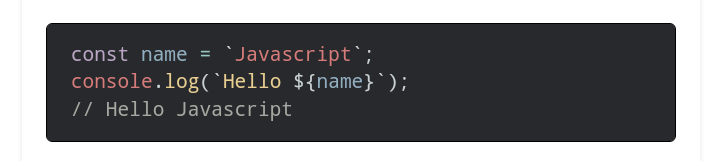 const name = `Javascript`;
console.log(`Hello ${name}`);
// Hello Javascript